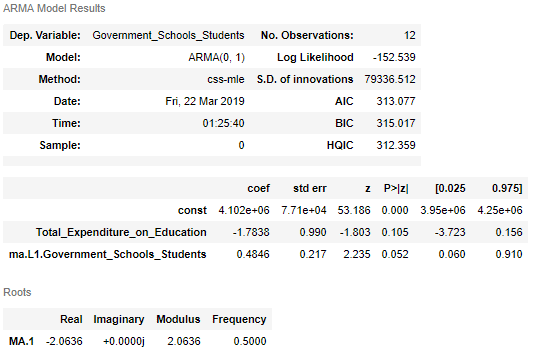 ARMA Model Results
Dep. Variable: Government_Schools_Students No. Observations: 12
Model: ARMA(0, 1) Log Likelihood -152.539
Method: css-mle S.D. of innovations 79336.512
Date: Fri, 22 Mar 2019 AIC 313.077
Time: 01:25:40 BIC 315.017
Sample: 0 HQIC 312.359
coef std err z P>|z| [0.025 0.975]
const 4.102e+06 7.71e+04 53.186 0.000 3.95e+06 4.25e+06
Total_Expenditure_on_Education -1.7838 0.990 -1.803 0.105 -3.723 0.156
ma.L1.Government_Schools_Students 0.4846 0.217 2.235 0.052 0.060 0.910
Roots
Real Imaginary Modulus Frequency
MA.1 -2.0636 +0.0000j 2.0636 0.5000